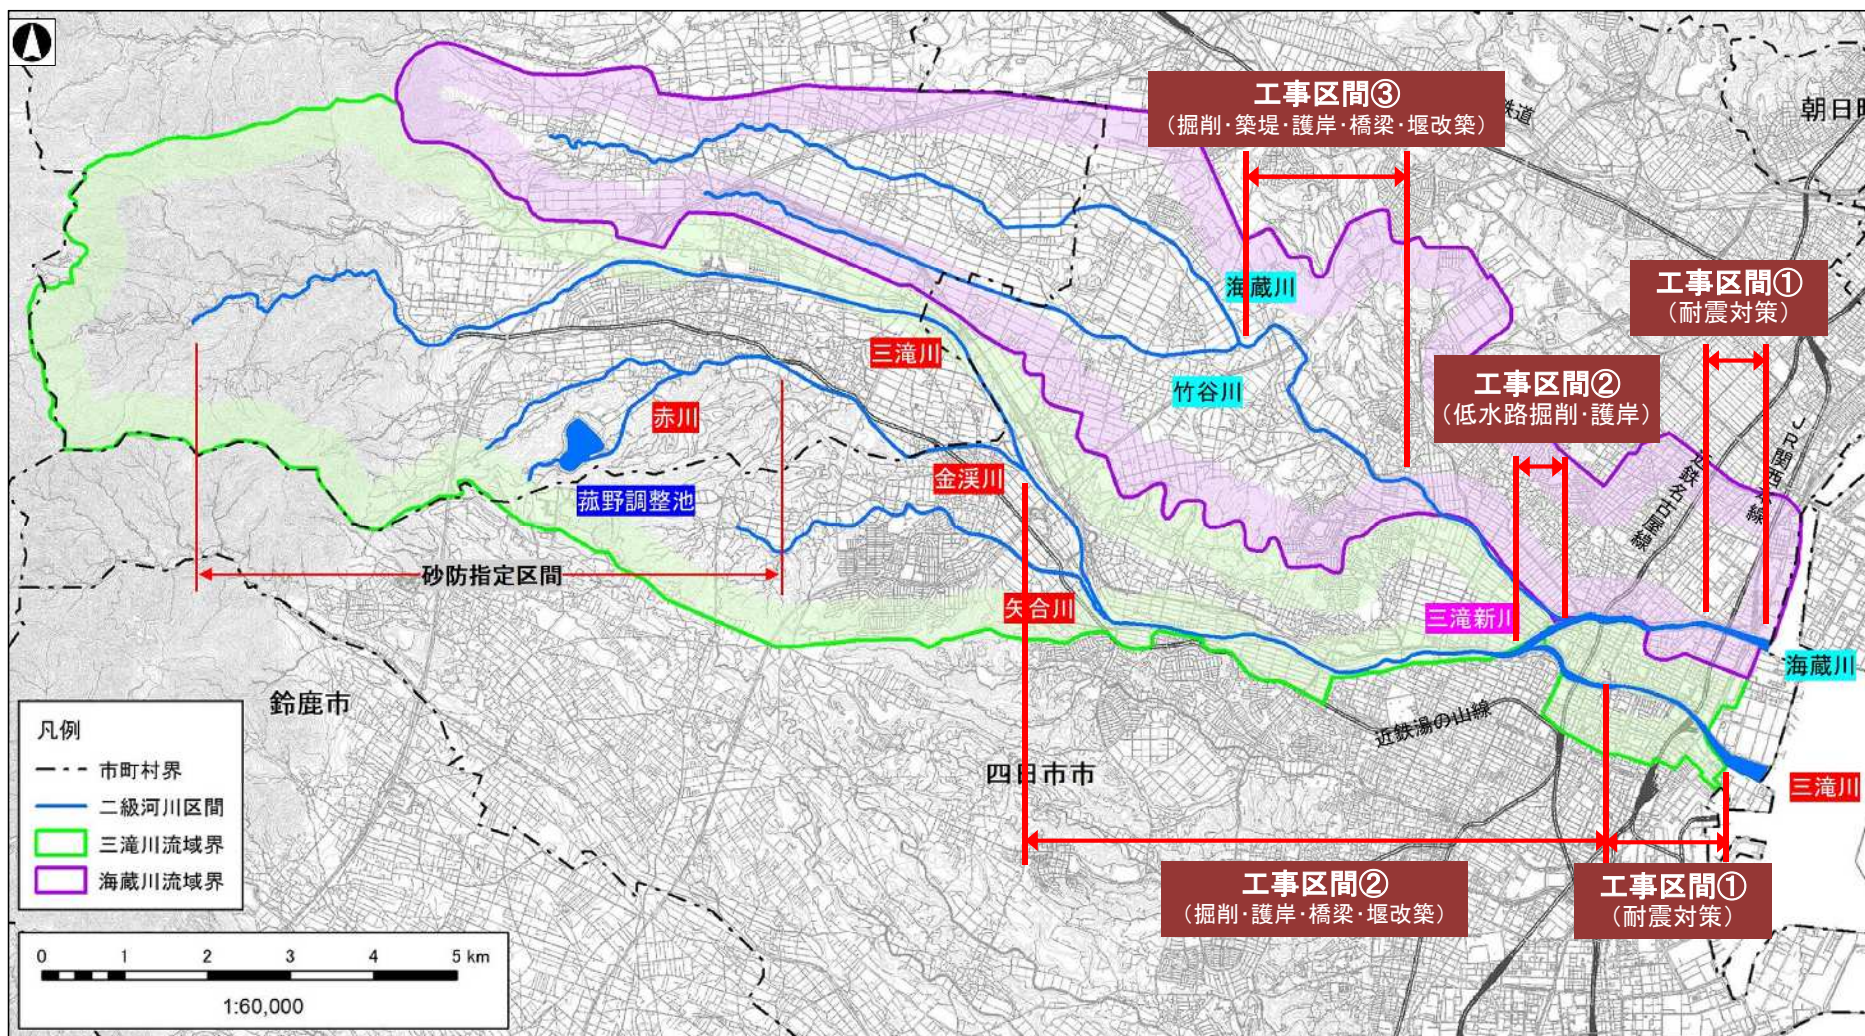 工事区間③
(掘削・築堤・護岸・橋梁・堰改築)
鉄道
朝日町
海蔵川
工事区間①
(耐震対策)
三滝川
工事区間②
(低水路掘削・護岸)
竹谷川
赤川
JR関西本線
近鉄名古屋線
金渓川
菰野調整池
砂防指定区間
矢合川
三滝新川
海蔵川
鈴鹿市
近鉄湯の山線
四日市市
三滝川
凡例
市町村界
二級河川区間
三滝川流域界
海蔵川流域界
工事区間②
(掘削・護岸・橋梁・堰改築)
工事区間①
(耐震対策)
0 1 2 3 4 5 km
1:60,000